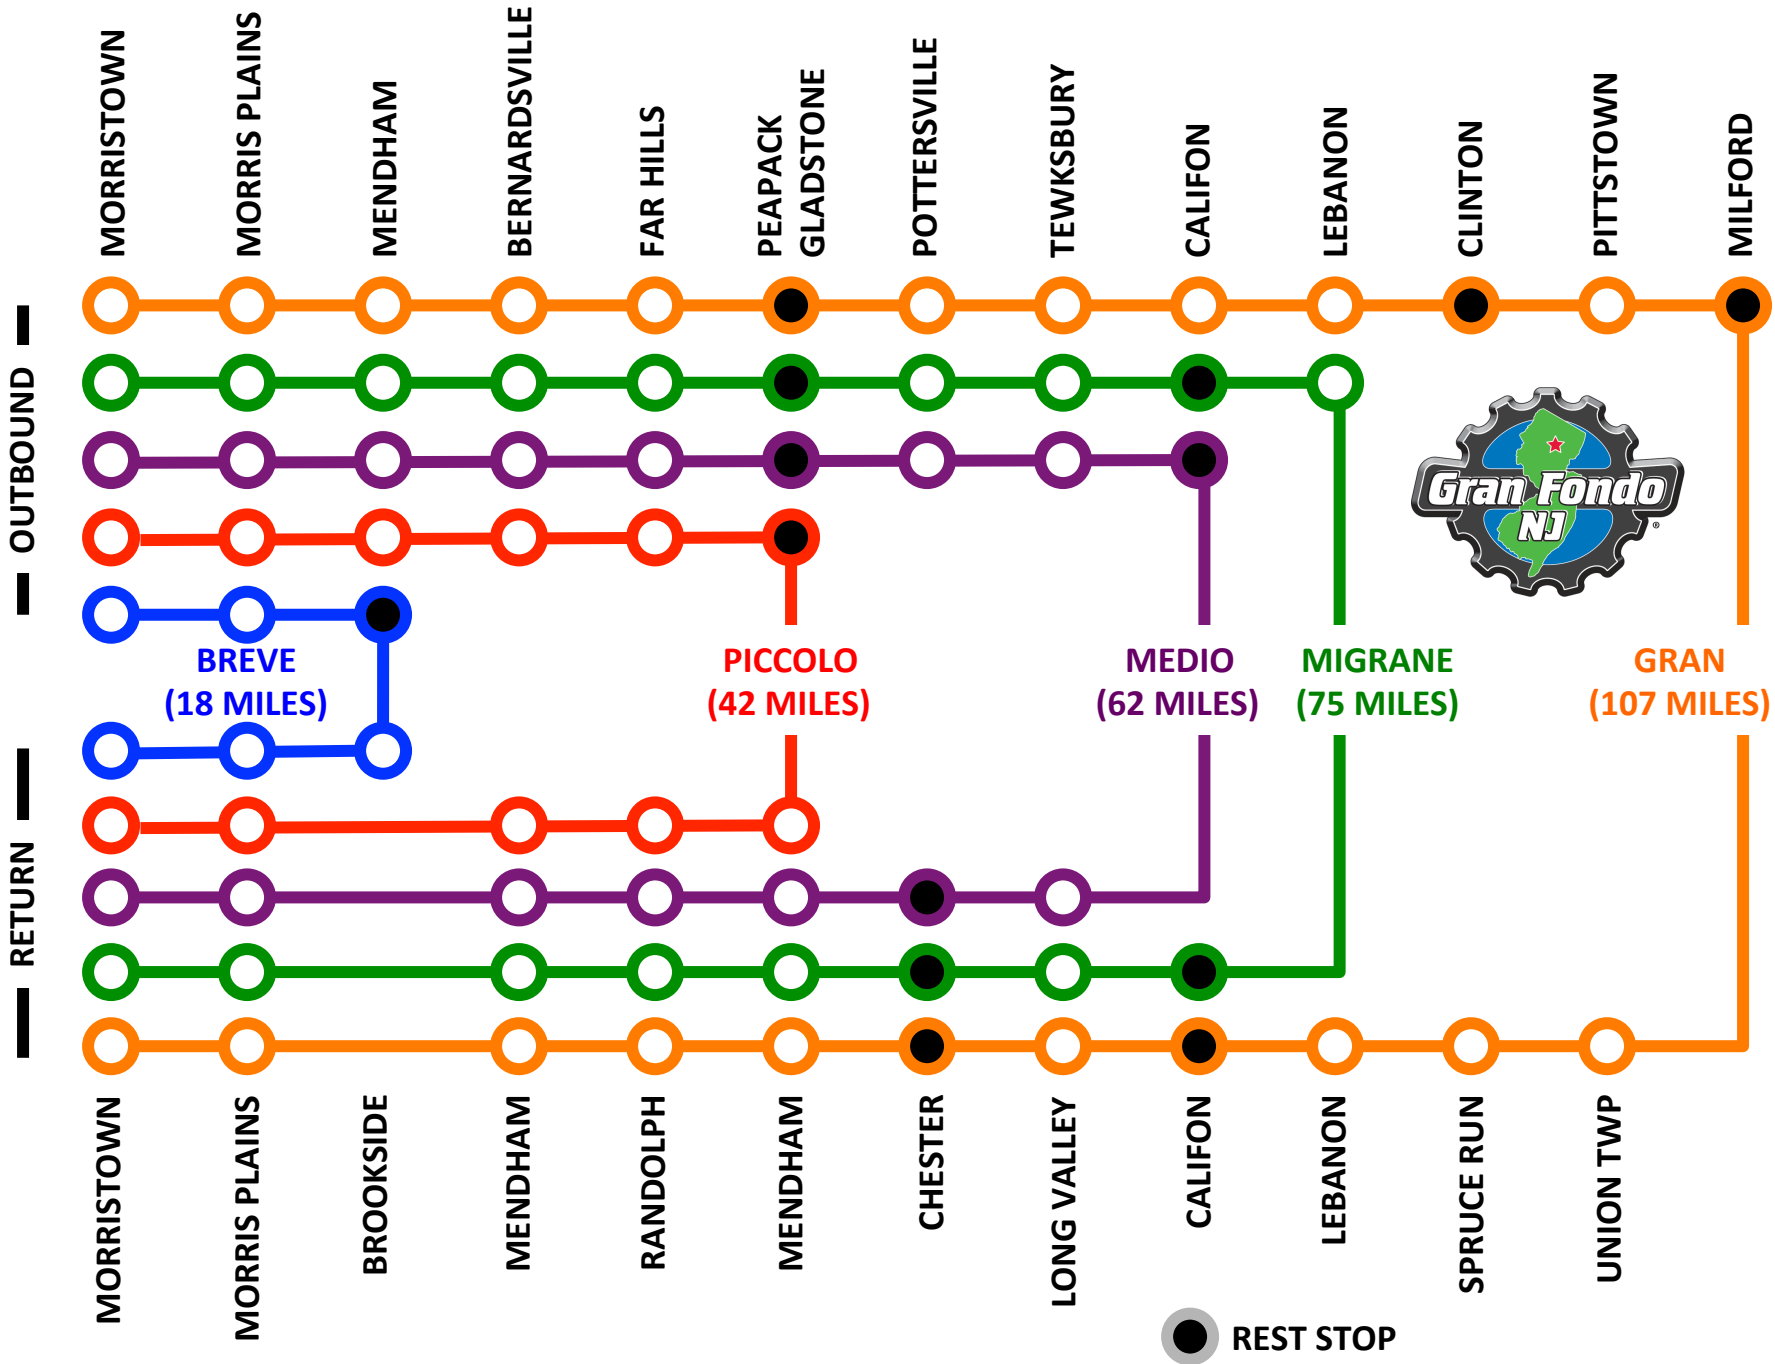 MORRISTOWN
MORRIS PLAINS
MENDHAM
BERNARDSVILLE
FAR HILLS
PEAPACK
GLADSTONE
POTTERSVILLE
TEWKSBURY
CALIFON
LEBANON
CLINTON
PITTSTOWN
MILFORD
OUTBOUND
Gran Fondo
NJ
®
BREVE
(18 MILES)
PICCOLO
(42 MILES)
MEDIO
(62 MILES)
MIGRANE
(75 MILES)
GRAN
(107 MILES)
RETURN
MORRISTOWN
MORRIS PLAINS
BROOKSIDE
MENDHAM
RANDOLPH
MENDHAM
CHESTER
LONG VALLEY
CALIFON
LEBANON
SPRUCE RUN
UNION TWP
REST STOP